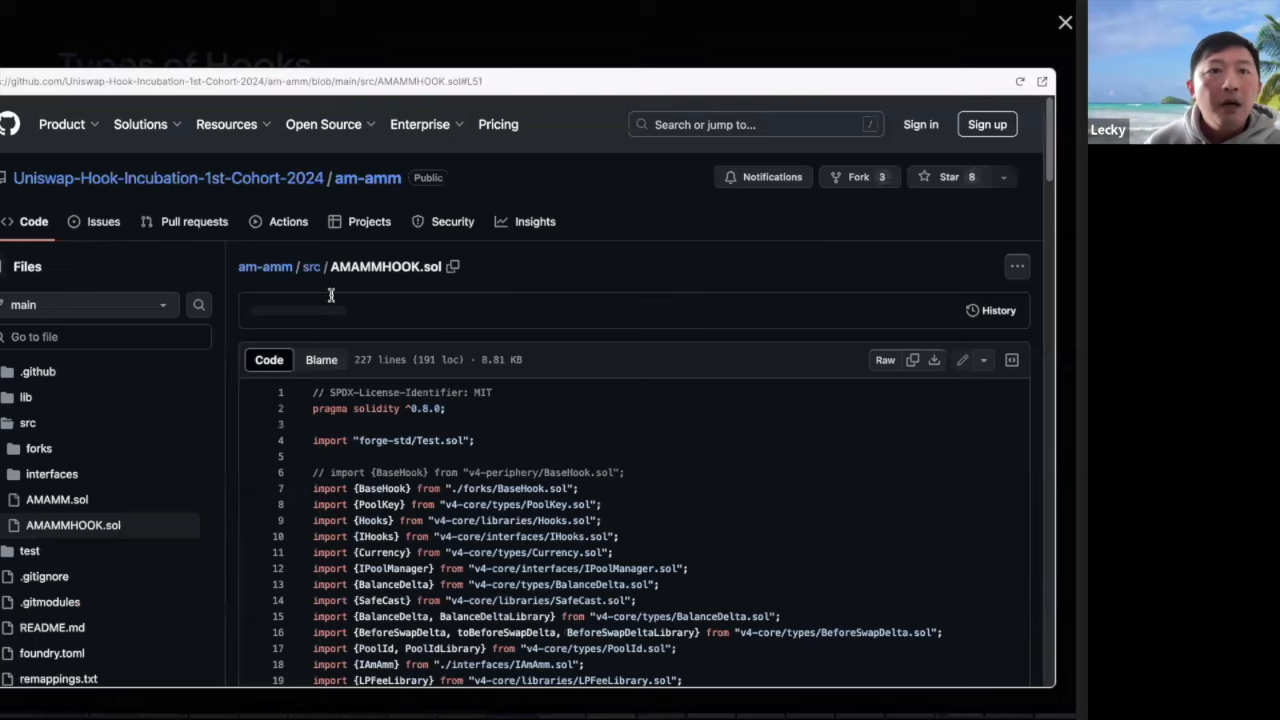 Types of Hooks
s://github.com/Uniswap-Hook-Incubation-1st-Cohort-2024/am-amm/blob/main/src/AMAMMHOOK.sol#L51
Product Solutions Resources Open Source Enterprise Pricing Search or jump to... / Sign in Sign up
Uniswap-Hook-Incubation-1st-Cohort-2024 / am-amm Public Notifications Fork 3 Star 8
Code Issues Pull requests Actions Projects Security Insights
Files
main
Go to file
.github
lib
src
forks
interfaces
AMAMM.sol
AMAMMHOOK.sol
test
.gitignore
.gitmodules
README.md
foundry.toml
remappings.txt
am-amm / src / AMAMMHOOK.sol
History
Code Blame 227 lines (191 loc) · 8.81 KB Raw
1 // SPDX-License-Identifier: MIT
2 pragma solidity ^0.8.0;
3
4 import "forge-std/Test.sol";
5
6 // import {BaseHook} from "v4-periphery/BaseHook.sol";
7 import {BaseHook} from "./forks/BaseHook.sol";
8 import {PoolKey} from "v4-core/types/PoolKey.sol";
9 import {Hooks} from "v4-core/libraries/Hooks.sol";
10 import {IHooks} from "v4-core/interfaces/IHooks.sol";
11 import {Currency} from "v4-core/types/Currency.sol";
12 import {IPoolManager} from "v4-core/interfaces/IPoolManager.sol";
13 import {BalanceDelta} from "v4-core/types/BalanceDelta.sol";
14 import {SafeCast} from "v4-core/libraries/SafeCast.sol";
15 import {BalanceDelta, BalanceDeltaLibrary} from "v4-core/types/BalanceDelta.sol";
16 import {BeforeSwapDelta, toBeforeSwapDelta, BeforeSwapDeltaLibrary} from "v4-core/types/BeforeSwapDelta.sol";
17 import {PoolId, PoolIdLibrary} from "v4-core/types/PoolId.sol";
18 import {IAmAmm} from "./interfaces/IAmAmm.sol";
19 import {LPFeeLibrary} from "v4-core/libraries/LPFeeLibrary.sol";
Lecky